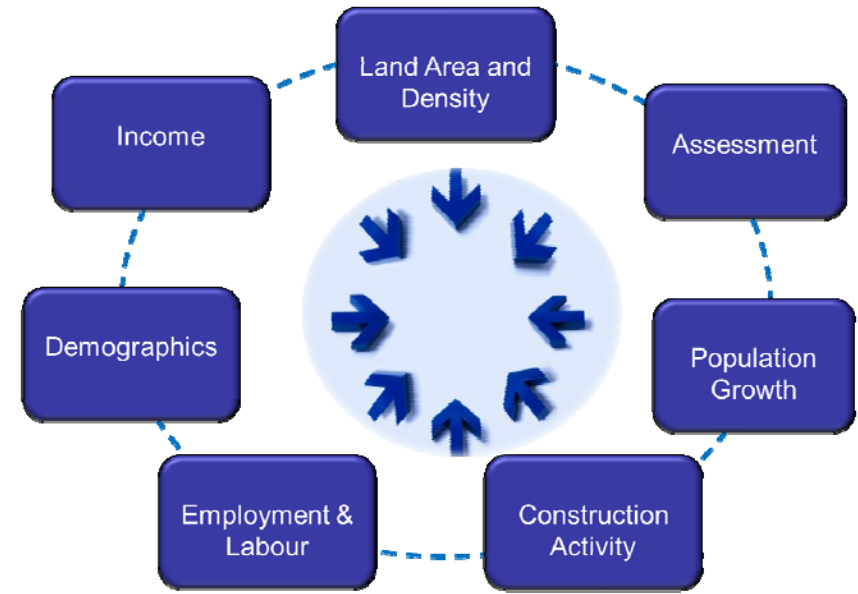 Land Area and
Density
Income
Assessment
Demographics
Population
Growth
Employment &
Labour
Construction
Activity